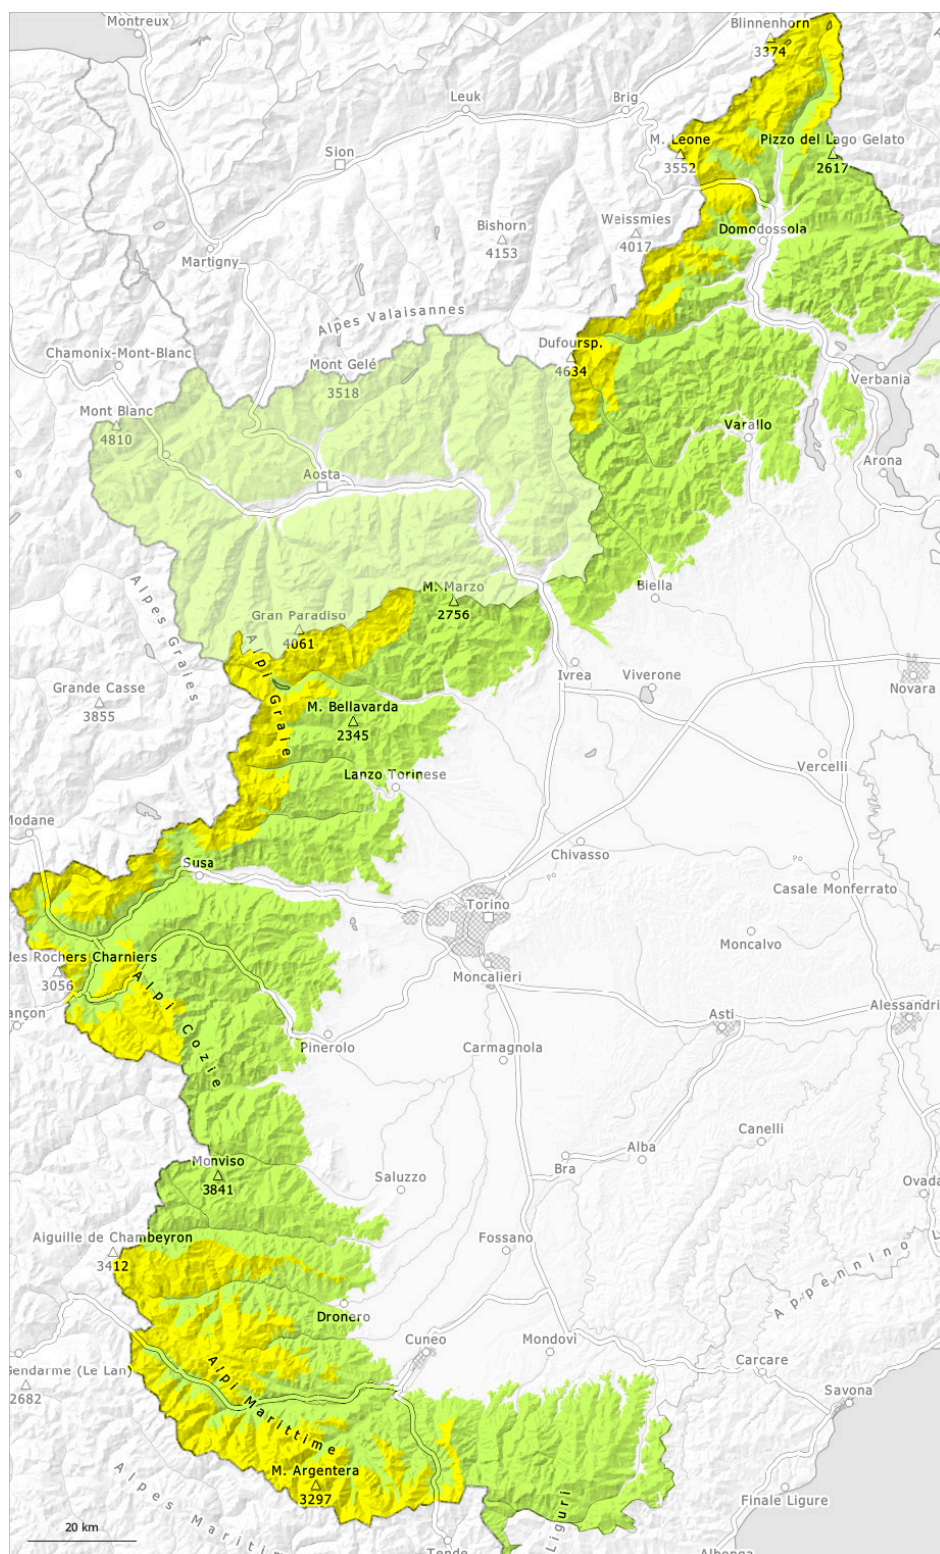 Montreux
Blinnenhorn
3374
Leuk
Brig
M. Leone
3552
Pizzo del Lago Gelato
2617
Sion
Bishorn
4153
Weissmies
4017
Domodossola
Martigny
Alpes Valaisannes
Chamonix-Mont-Blanc
Mont Gelé
3518
Dufoursp.
4634
Verbania
Mont Blanc
4810
Varallo
Aosta
Arona
Alpes Graies
M. Marzo
2756
Biella
Gran Paradiso
4061
Alpi Graie
Ivrea
Viverone
Novara
Grande Casse
3855
M. Bellavarda
2345
Lanzo Torinese
Vercelli
Modane
Chivasso
Susa
Po
Po
Casale Monferrato
Torino
Moncalvo
des Rochers Charniers
3056
Moncalieri
Alpi Cozie
Alessandri
ançon
Asti
Pinerolo
Carmagnola
Canelli
Alba
Bra
Monviso
3841
Saluzzo
Ovada
Aiguille de Chambeyron
3412
Fossano
Appennino L
Dronero
Cuneo
Mondovì
Gendarme (Le Lan)
2682
Carcare
Savona
Alpi Marittime
M. Argentera
3297
Alpes Mariti
Finale Ligure
Liguri
20 km
Tende
Albenga